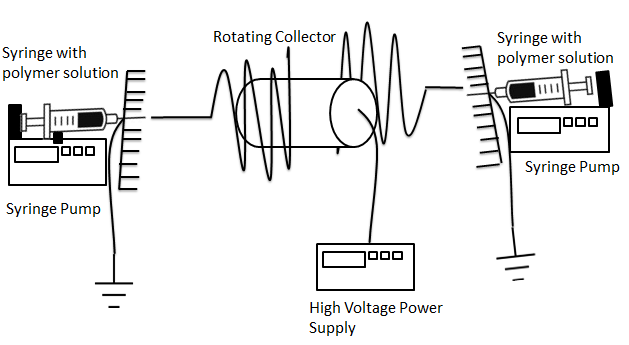 Rotating Collector
Syringe with
polymer solution
Syringe with
polymer solution
Syringe Pump
Syringe Pump
High Voltage Power
Supply